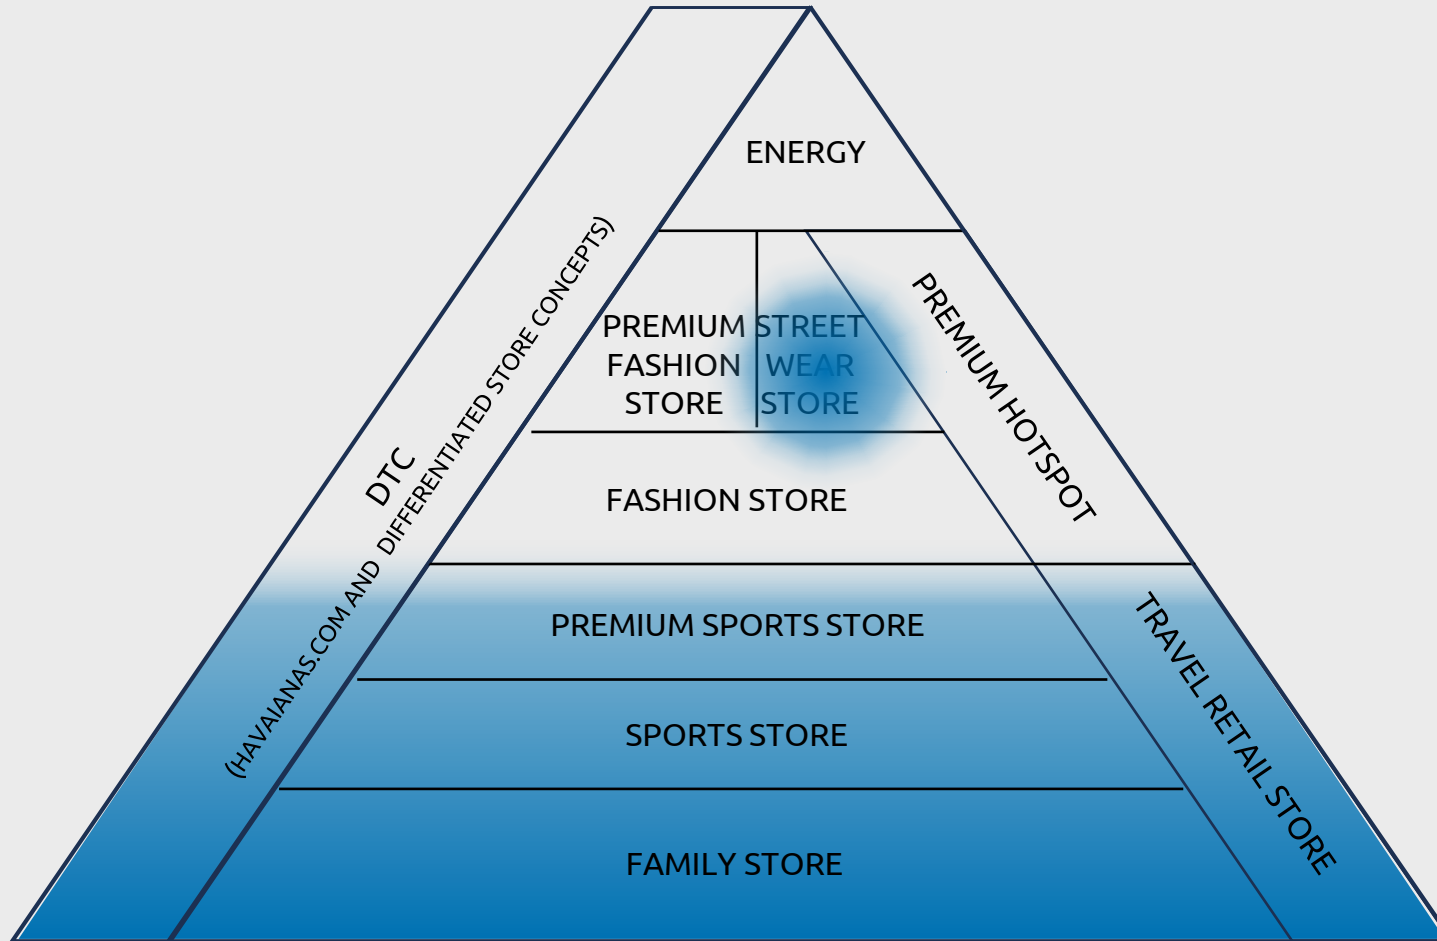 ENERGY
PREMIUM
FASHION
STORE
STREET
WEAR
STORE
PREMIUM HOTSPOT
DTC
(HAVAIANAS.COM AND DIFFERENTIATED STORE CONCEPTS)
FASHION STORE
PREMIUM SPORTS STORE
TRAVEL RETAIL STORE
SPORTS STORE
FAMILY STORE